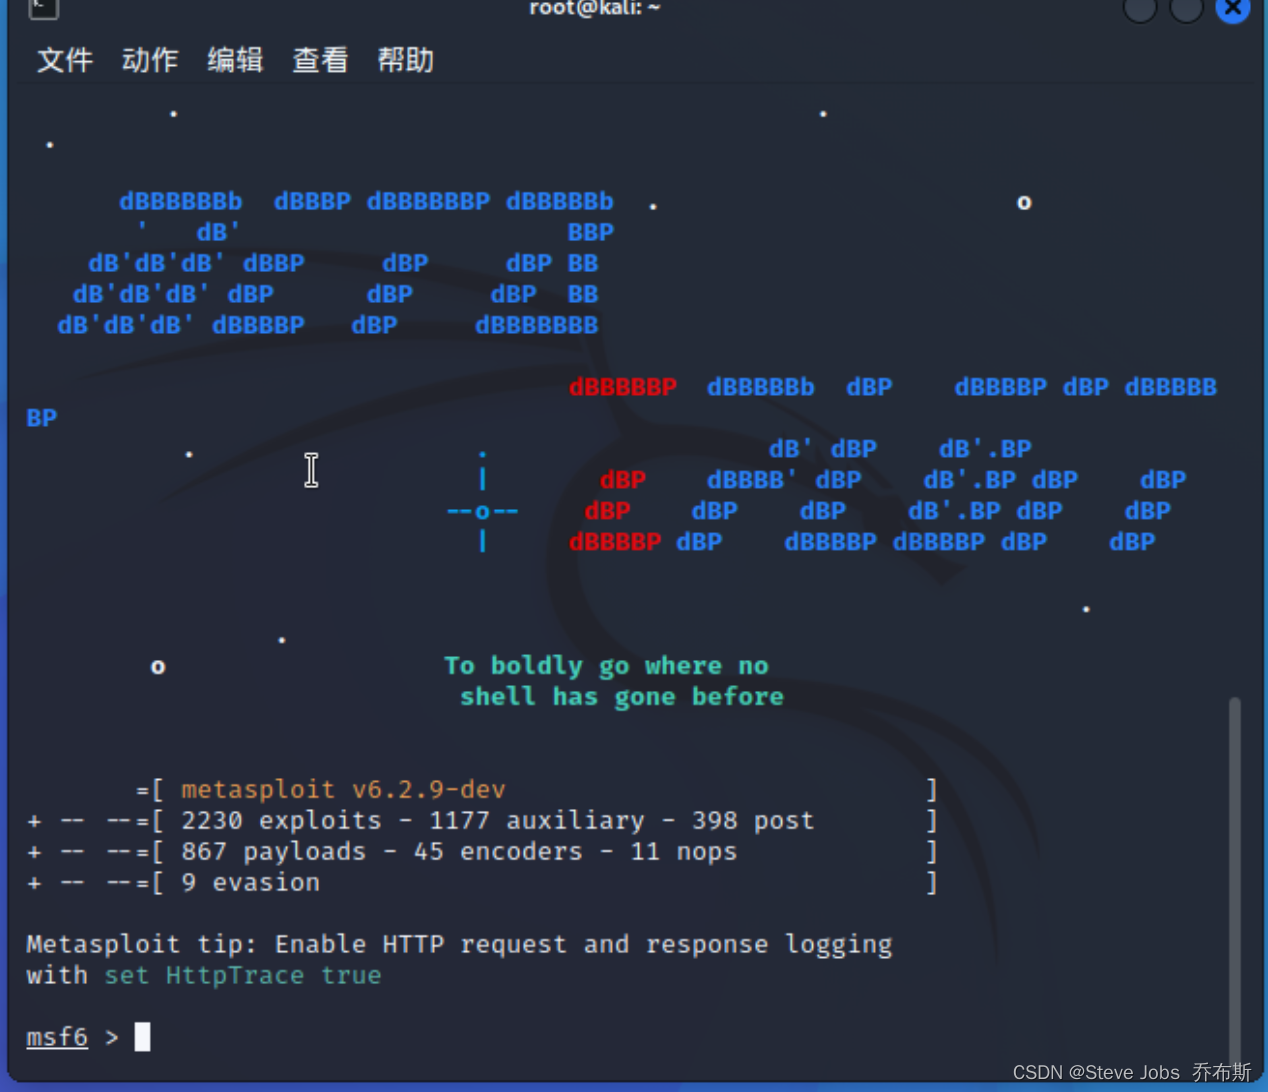 root@kali: ~
文件 动作 编辑 查看 帮助
dBBBBBBb  dBBBP dBBBBBBP dBBBBBb  .                       o
 '   dB'                     BBP
dB'dB'dB' dBBP     dBP     dBP BB
dB'dB'dB' dBP      dBP     dBP  BB
dB'dB'dB' dBBBBP   dBP     dBBBBBBB
dBBBBBP  dBBBBBb  dBP    dBBBBP dBP dBBBBB
BP
.                  .                  dB' dBP    dB'.BP
|       dBP    dBBBB' dBP    dB'.BP dBP    dBP
--o--    dBP    dBP    dBP    dB'.BP dBP    dBP
|     dBBBBP dBP    dBBBBP dBBBBP dBP    dBP
o                  To boldly go where no
shell has gone before
=[ metasploit v6.2.9-dev                           ]
+ -- --=[ 2230 exploits - 1177 auxiliary - 398 post       ]
+ -- --=[ 867 payloads - 45 encoders - 11 nops            ]
+ -- --=[ 9 evasion                                       ]
Metasploit tip: Enable HTTP request and response logging
with set HttpTrace true
msf6 >
CSDN @Steve Jobs 乔布斯